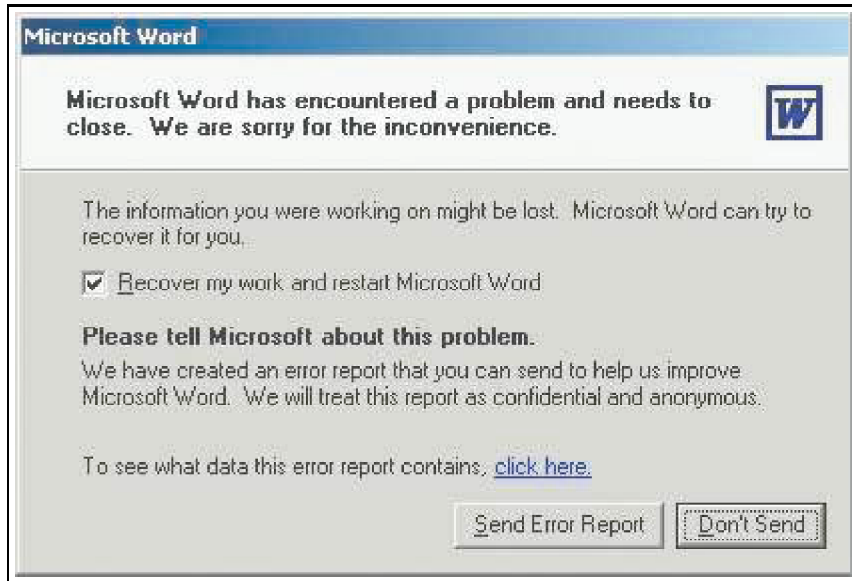 Microsoft Word
Microsoft Word has encountered a problem and needs to
close.  We are sorry for the inconvenience.
W
The information you were working on might be lost.  Microsoft Word can try to
recover it for you.
Recover my work and restart Microsoft Word
Please tell Microsoft about this problem.
We have created an error report that you can send to help us improve
Microsoft Word.  We will treat this report as confidential and anonymous.
To see what data this error report contains, click here.
Send Error Report
Don't Send